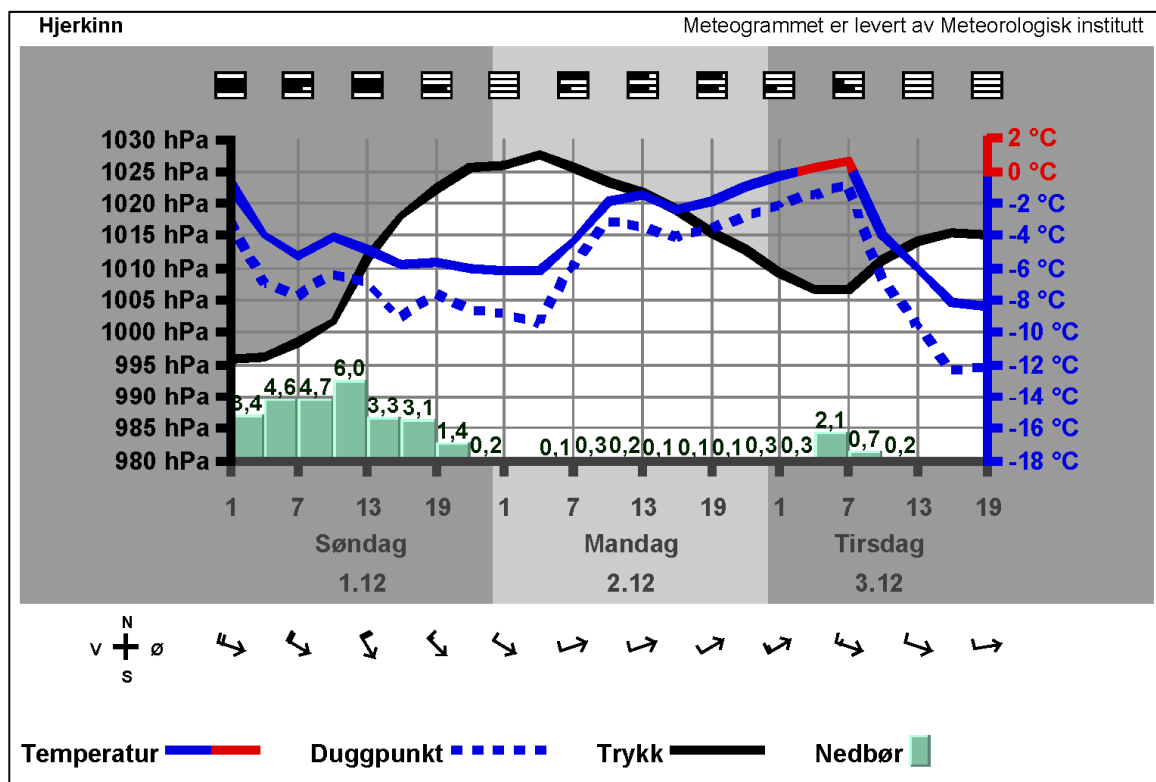 Hjerkinn Meteogrammet er levert av Meteorologisk institutt
1030 hPa 2 °C
1025 hPa 0 °C
1020 hPa -2 °C
1015 hPa -4 °C
1010 hPa -6 °C
1005 hPa -8 °C
1000 hPa -10 °C
995 hPa -12 °C
990 hPa -14 °C
985 hPa -16 °C
980 hPa -18 °C
3,4 4,6 4,7 6,0 3,3 3,1 1,4 0,2 0,1 0,3 0,2 0,1 0,1 0,1 0,3 0,3 2,1 0,7 0,2
1 7 13 19 1 7 13 19 1 7 13 19
Søndag Mandag Tirsdag
1.12 2.12 3.12
N
V Ø
S
Temperatur Duggpunkt Trykk Nedbør